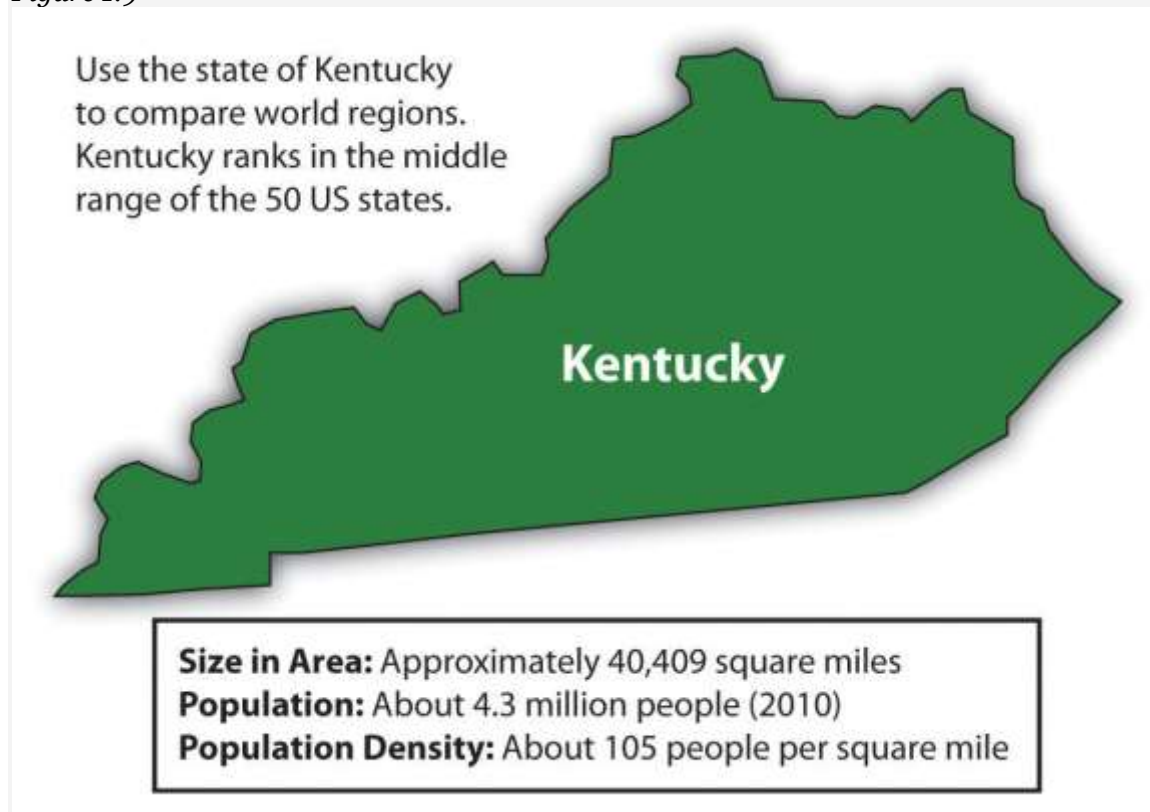 Use the state of Kentucky
to compare world regions.
Kentucky ranks in the middle
range of the 50 US states.
Kentucky
Size in Area: Approximately 40,409 square miles
Population: About 4.3 million people (2010)
Population Density: About 105 people per square mile